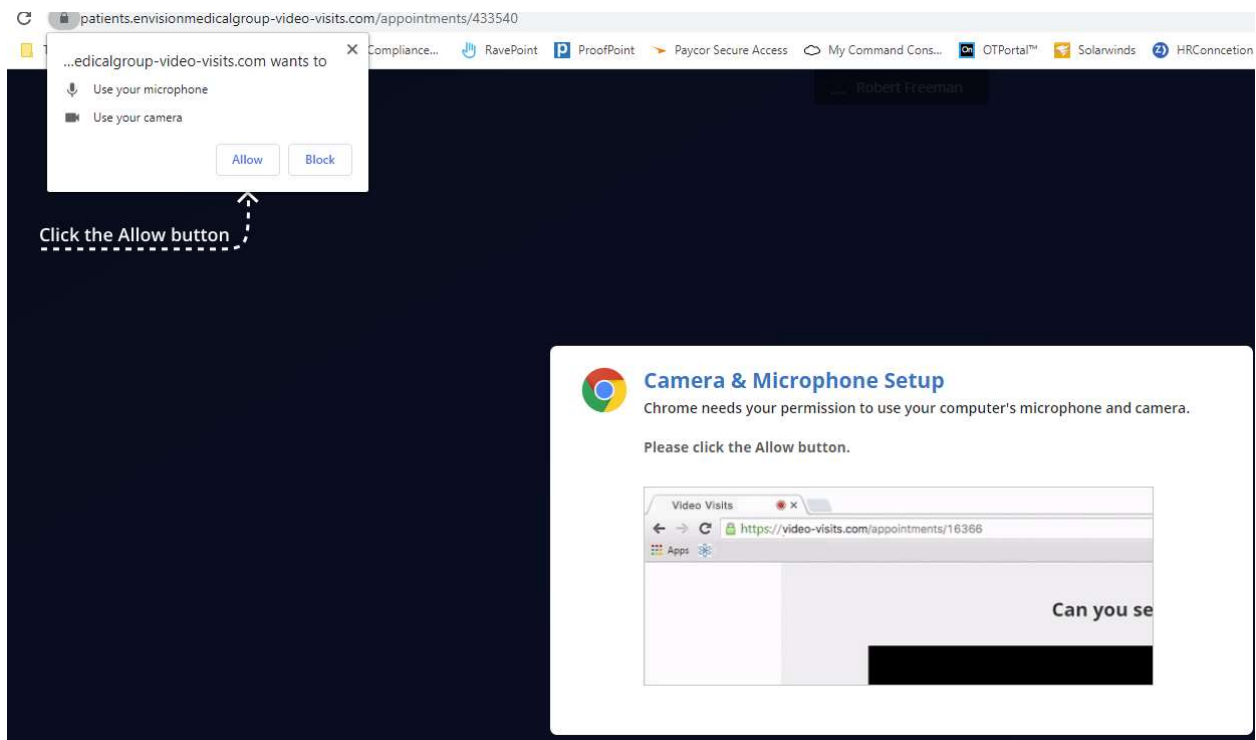 patients.envisionmedicalgroup-video-visits.com/appointments/433540
Compliance... RavePoint ProofPoint Paycor Secure Access My Command Cons... On OTPortal™ Solarwinds HRConncetion
...edicalgroup-video-visits.com wants to
Use your microphone
Use your camera
Allow Block
Robert Freeman
Click the Allow button
Camera & Microphone Setup
Chrome needs your permission to use your computer's microphone and camera.
Please click the Allow button.
Video Visits
https://video-visits.com/appointments/16366
Apps
Can you se